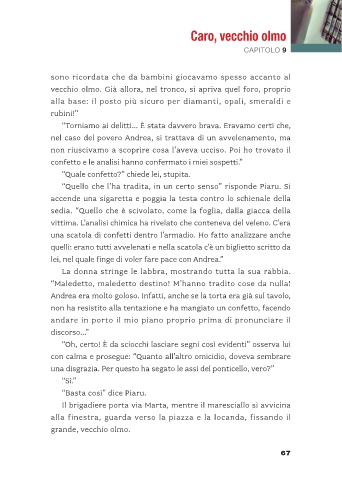 Caro, vecchio olmo
CAPITOLO 9
sono ricordata che da bambini giocavamo spesso accanto al
vecchio olmo. Già allora, nel tronco, si apriva quel foro, proprio
alla base: il posto più sicuro per diamanti, opali, smeraldi e
rubini!”
“Torniamo ai delitti... È stata davvero brava. Eravamo certi che,
nel caso del povero Andrea, si trattava di un avvelenamento, ma
non riuscivamo a scoprire cosa l’aveva ucciso. Poi ho trovato il
confetto e le analisi hanno confermato i miei sospetti.”
“Quale confetto?” chiede lei, stupita.
“Quello che l’ha tradita, in un certo senso” risponde Piaru. Si
accende una sigaretta e poggia la testa contro lo schienale della
sedia. “Quello che è scivolato, come la foglia, dalla giacca della
vittima. L’analisi chimica ha rivelato che conteneva del veleno. C’era
una scatola di confetti dentro l’armadio. Ho fatto analizzare anche
quelli: erano tutti avvelenati e nella scatola c’è un biglietto scritto da
lei, nel quale finge di voler fare pace con Andrea.”
La donna stringe le labbra, mostrando tutta la sua rabbia.
“Maledetto, maledetto destino! M’hanno tradito cose da nulla!
Andrea era molto goloso. Infatti, anche se la torta era già sul tavolo,
non ha resistito alla tentazione e ha mangiato un confetto, facendo
andare in porto il mio piano proprio prima di pronunciare il
discorso...”
“Oh, certo! È da sciocchi lasciare segni così evidenti” osserva lui
con calma e prosegue: “Quanto all’altro omicidio, doveva sembrare
una disgrazia. Per questo ha segato le assi del ponticello, vero?”
“Sì.”
“Basta così” dice Piaru.
Il brigadiere porta via Marta, mentre il maresciallo si avvicina
alla finestra, guarda verso la piazza e la locanda, fissando il
grande, vecchio olmo.
67